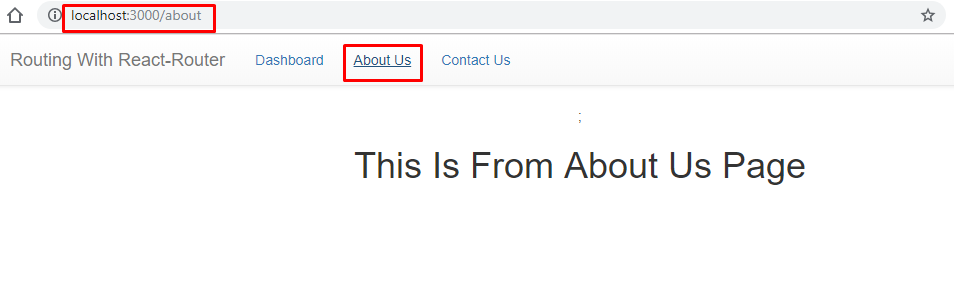 localhost:3000/about
Routing With React-Router Dashboard About Us Contact Us
;
This Is From About Us Page